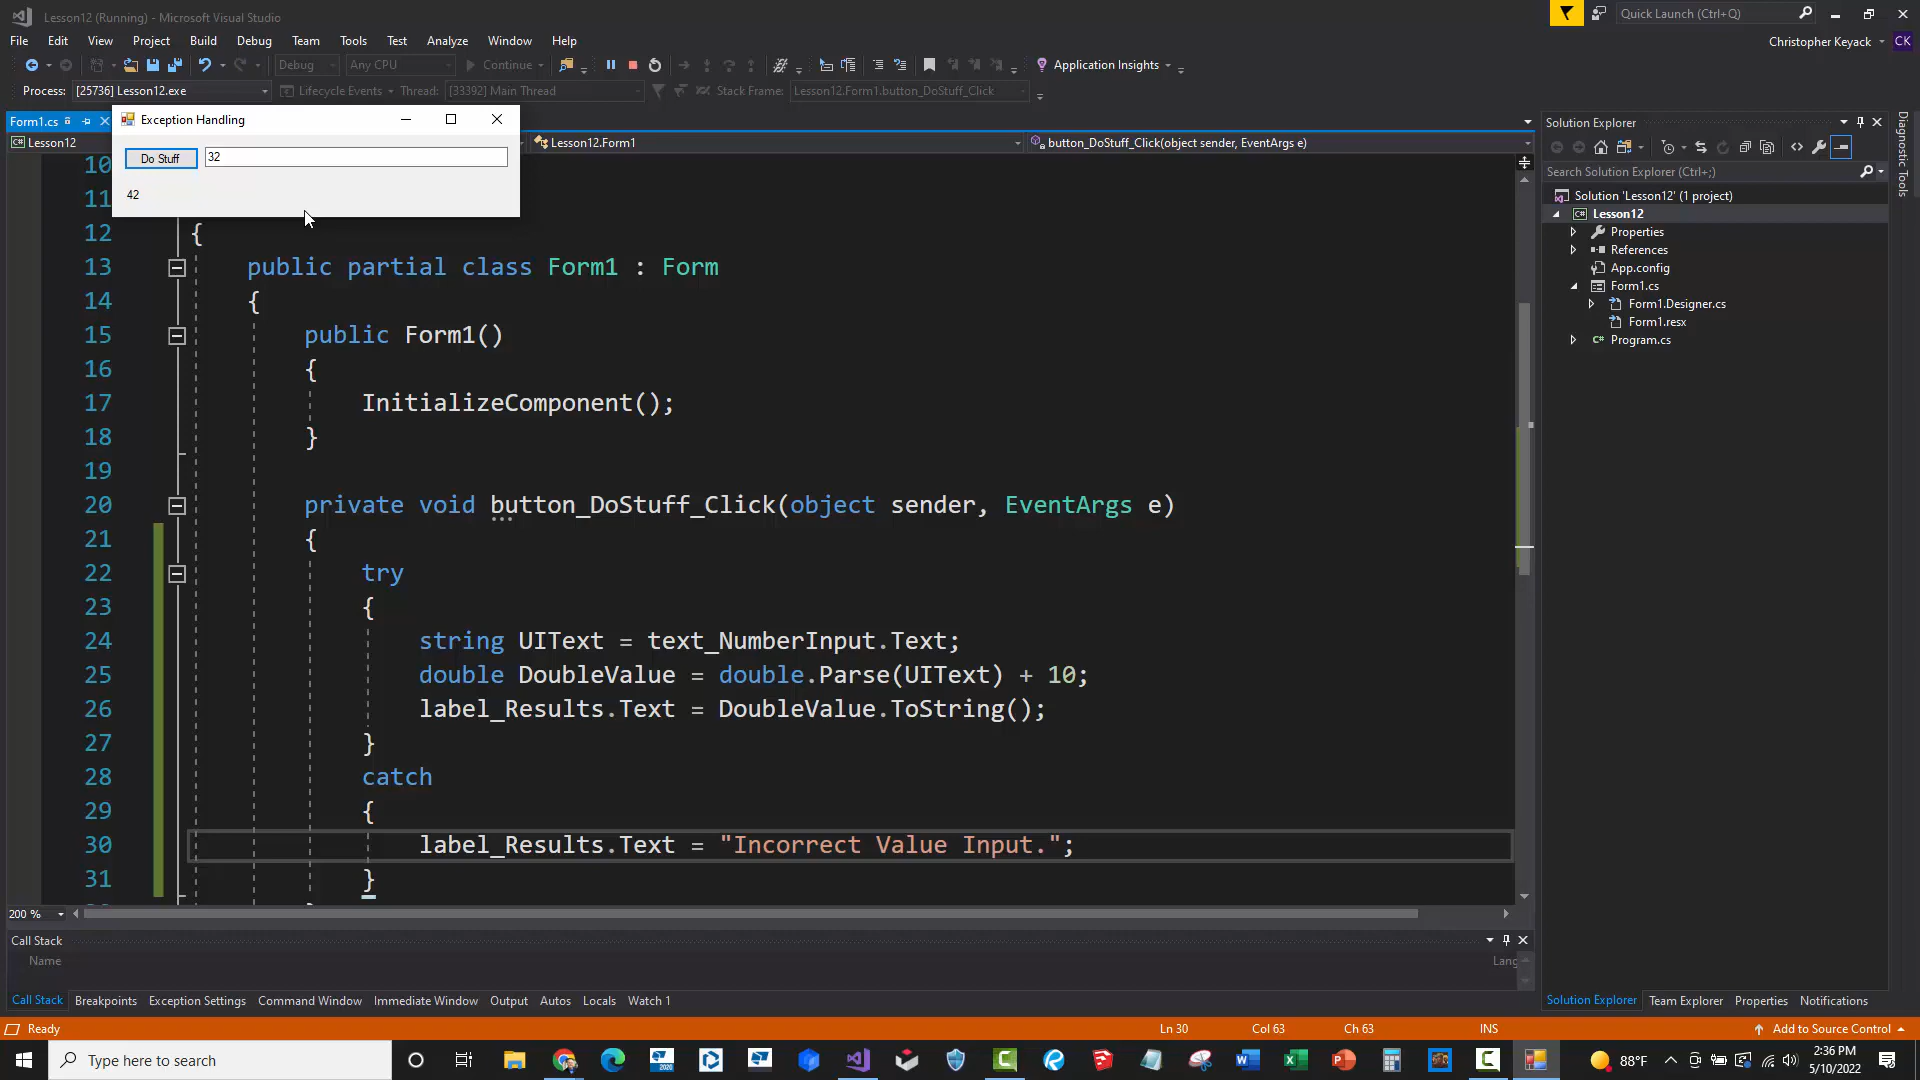 Lesson12 (Running) - Microsoft Visual Studio
Quick Launch (Ctrl+Q)
File Edit View Project Build Debug Team Tools Test Analyze Window Help
Christopher Keyack CK
Debug Any CPU Continue Application Insights
Process: [25736] Lesson12.exe Lifecycle Events Thread: [33392] Main Thread Stack Frame: Lesson12.Form1.button_DoStuff_Click
Form1.cs
Exception Handling
Do Stuff 32
42
Lesson12 Lesson12.Form1 button_DoStuff_Click(object sender, EventArgs e)
10
11
12 {
13 public partial class Form1 : Form
14 {
15 public Form1()
16 {
17 InitializeComponent();
18 }
19
20 private void button_DoStuff_Click(object sender, EventArgs e)
21 {
22 try
23 {
24 string UIText = text_NumberInput.Text;
25 double DoubleValue = double.Parse(UIText) + 10;
26 label_Results.Text = DoubleValue.ToString();
27 }
28 catch
29 {
30 label_Results.Text = "Incorrect Value Input.";
31 }
200 %
Solution Explorer
Search Solution Explorer (Ctrl+;)
Solution 'Lesson12' (1 project)
Lesson12
Properties
References
App.config
Form1.cs
Form1.Designer.cs
Form1.resx
Program.cs
Diagnostic Tools
Call Stack
Name Lang
Call Stack Breakpoints Exception Settings Command Window Immediate Window Output Autos Locals Watch 1
Solution Explorer Team Explorer Properties Notifications
Ready Ln 30 Col 63 Ch 63 INS Add to Source Control
Type here to search
88°F
2:36 PM
5/10/2022